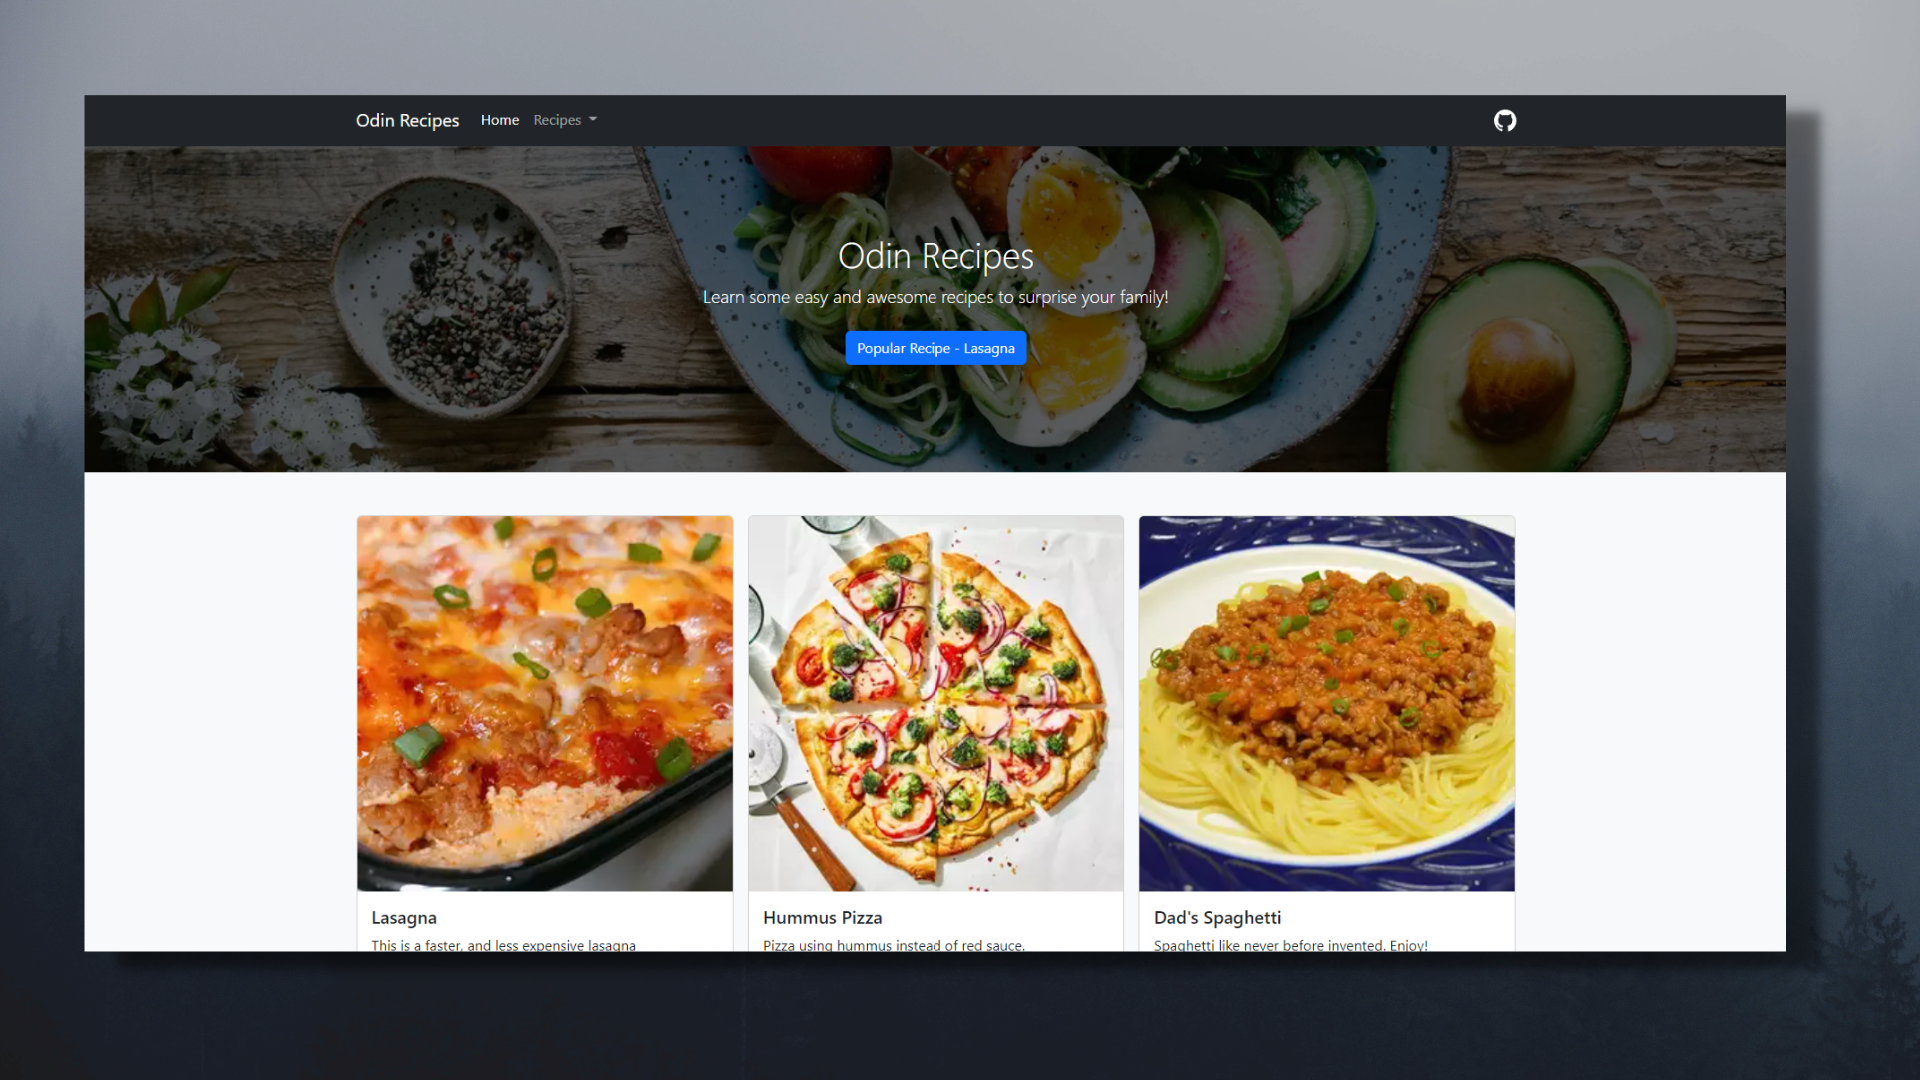 Odin Recipes Home Recipes
Odin Recipes
Learn some easy and awesome recipes to surprise your family!
Popular Recipe - Lasagna
Lasagna
This is a faster, and less expensive lasagna
Hummus Pizza
Pizza using hummus instead of red sauce.
Dad's Spaghetti
Spaghetti like never before invented. Enjoy!